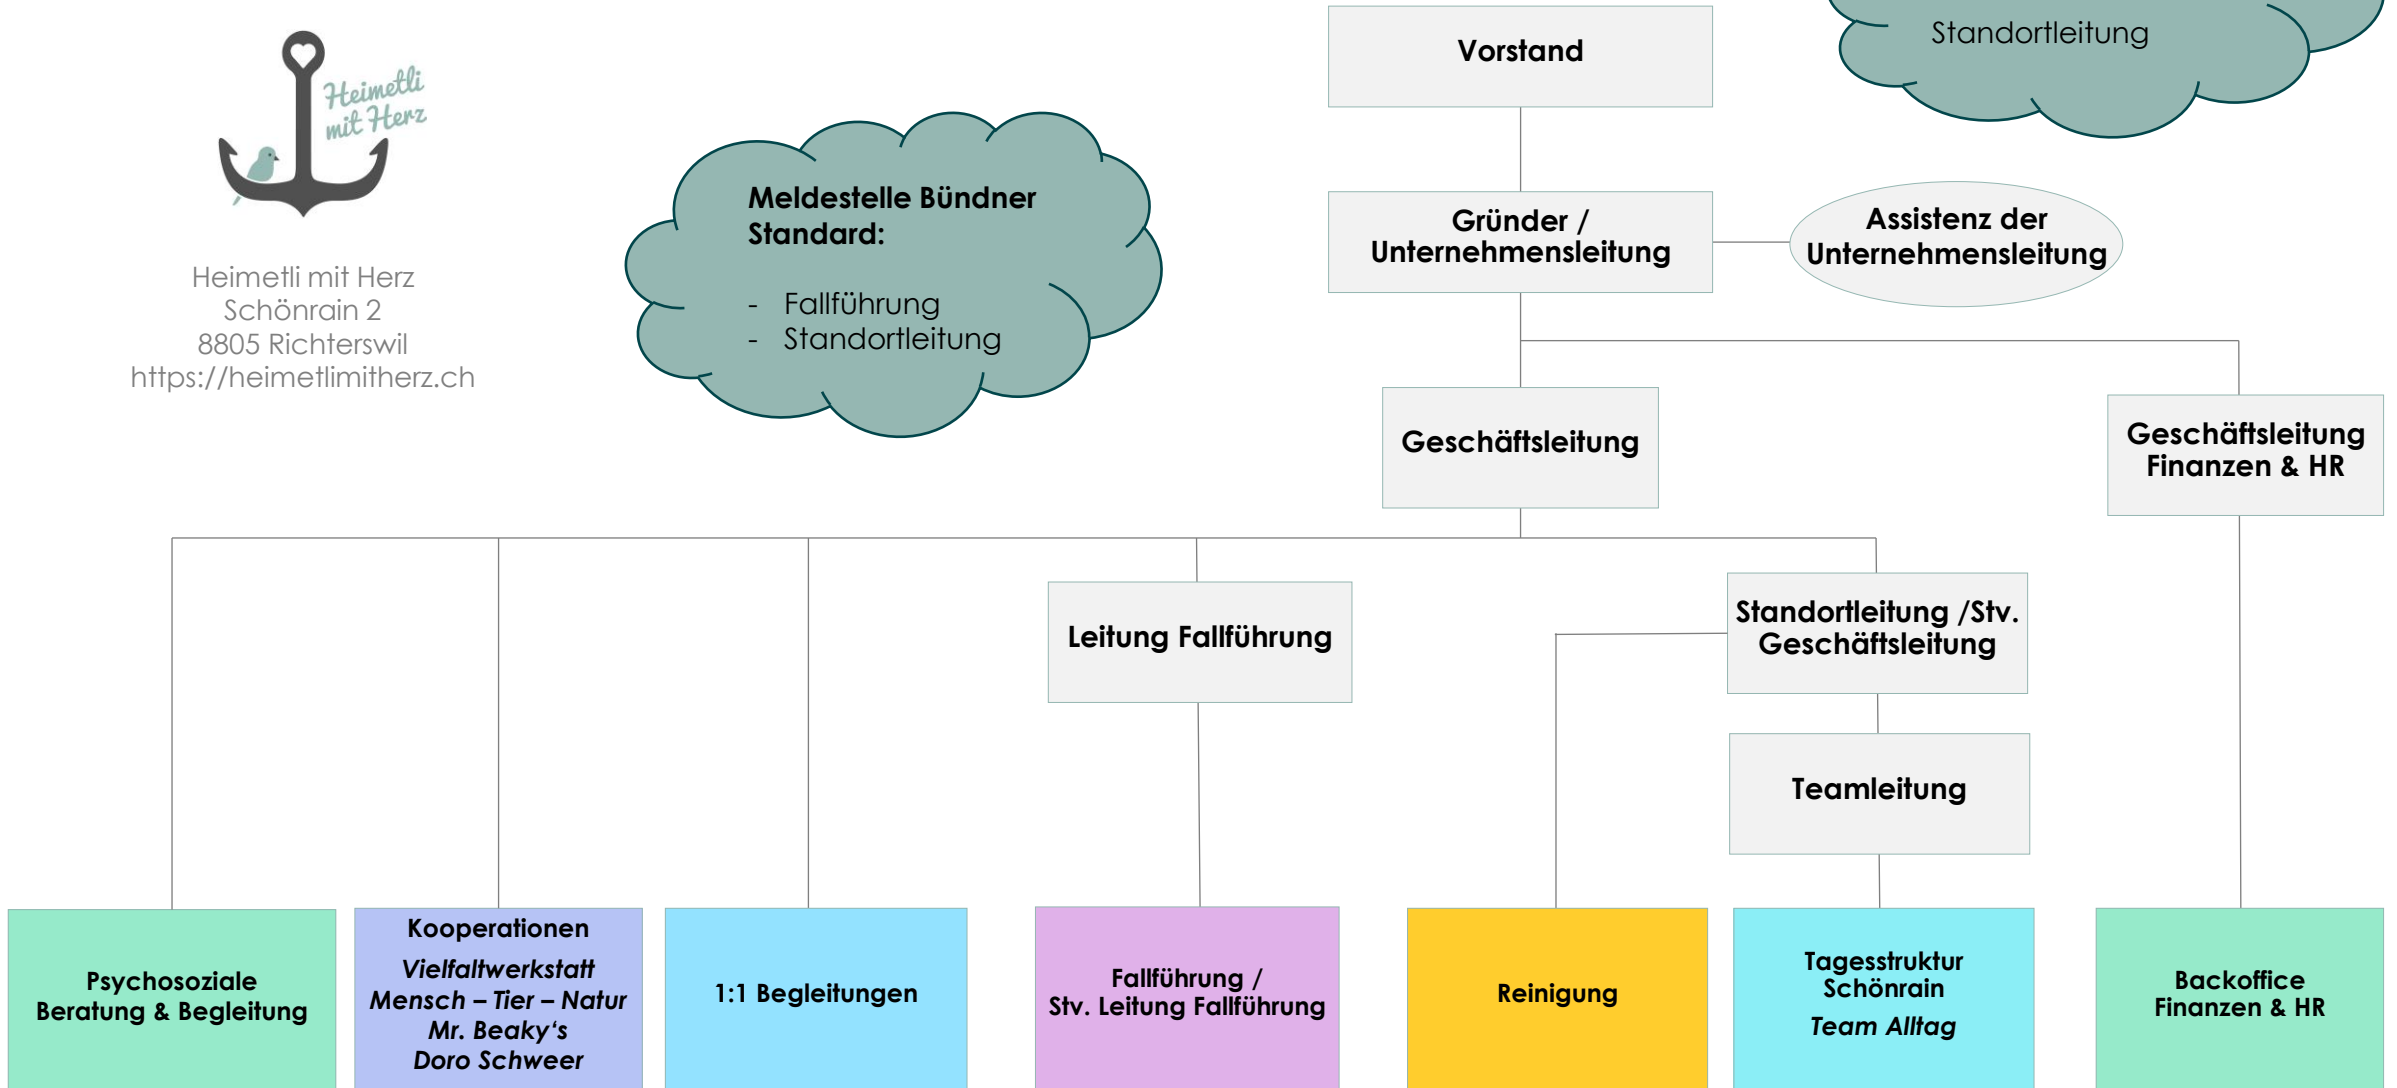 Heimetli
mit Herz
Heimetli mit Herz
Schönrain 2
8805 Richterswil
https://heimetlimitherz.ch
Meldestelle Bündner
Standard:
- Fallführung
- Standortleitung
Vorstand
Standortleitung
Gründer /
Unternehmensleitung
Assistenz der
Unternehmensleitung
Geschäftsleitung
Geschäftsleitung
Finanzen & HR
Leitung Fallführung
Standortleitung /Stv.
Geschäftsleitung
Teamleitung
Psychosoziale
Beratung & Begleitung
Kooperationen
Vielfaltwerkstatt
Mensch – Tier – Natur
Mr. Beaky‘s
Doro Schweer
1:1 Begleitungen
Fallführung /
Stv. Leitung Fallführung
Reinigung
Tagesstruktur
Schönrain
Team Alltag
Backoffice
Finanzen & HR